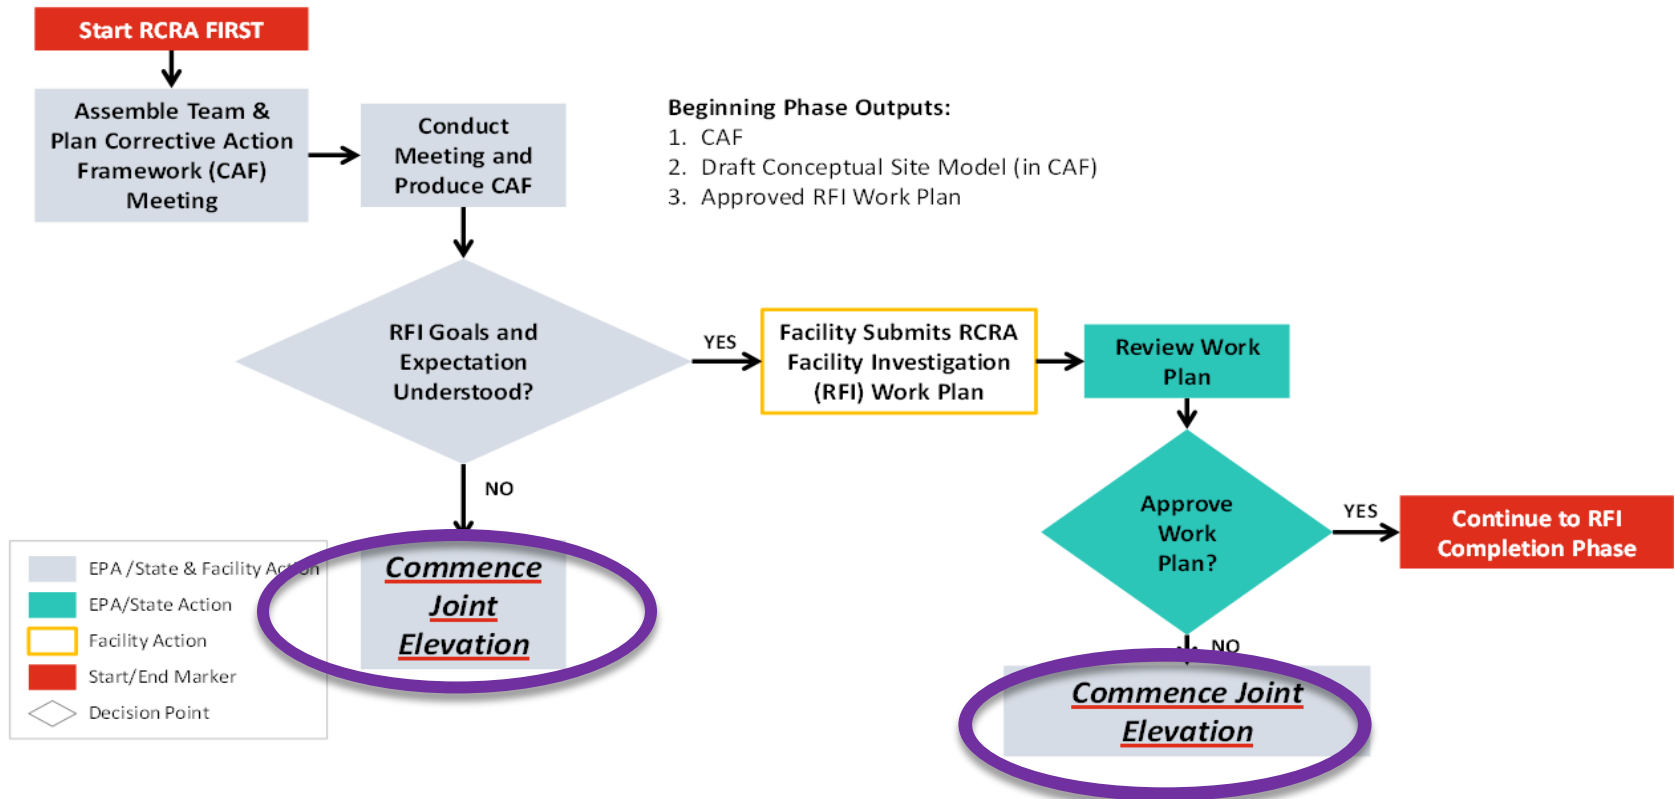 Start RCRA FIRST
Assemble Team &
Plan Corrective Action
Framework (CAF)
Meeting
Conduct
Meeting and
Produce CAF
Beginning Phase Outputs:
1. CAF
2. Draft Conceptual Site Model (in CAF)
3. Approved RFI Work Plan
RFI Goals and
Expectation
Understood?
YES
Facility Submits RCRA
Facility Investigation
(RFI) Work Plan
Review Work
Plan
NO
Approve
Work
Plan?
YES
Continue to RFI
Completion Phase
NO
Commence
Joint
Elevation
Commence Joint
Elevation
EPA /State & Facility Action
EPA/State Action
Facility Action
Start/End Marker
Decision Point